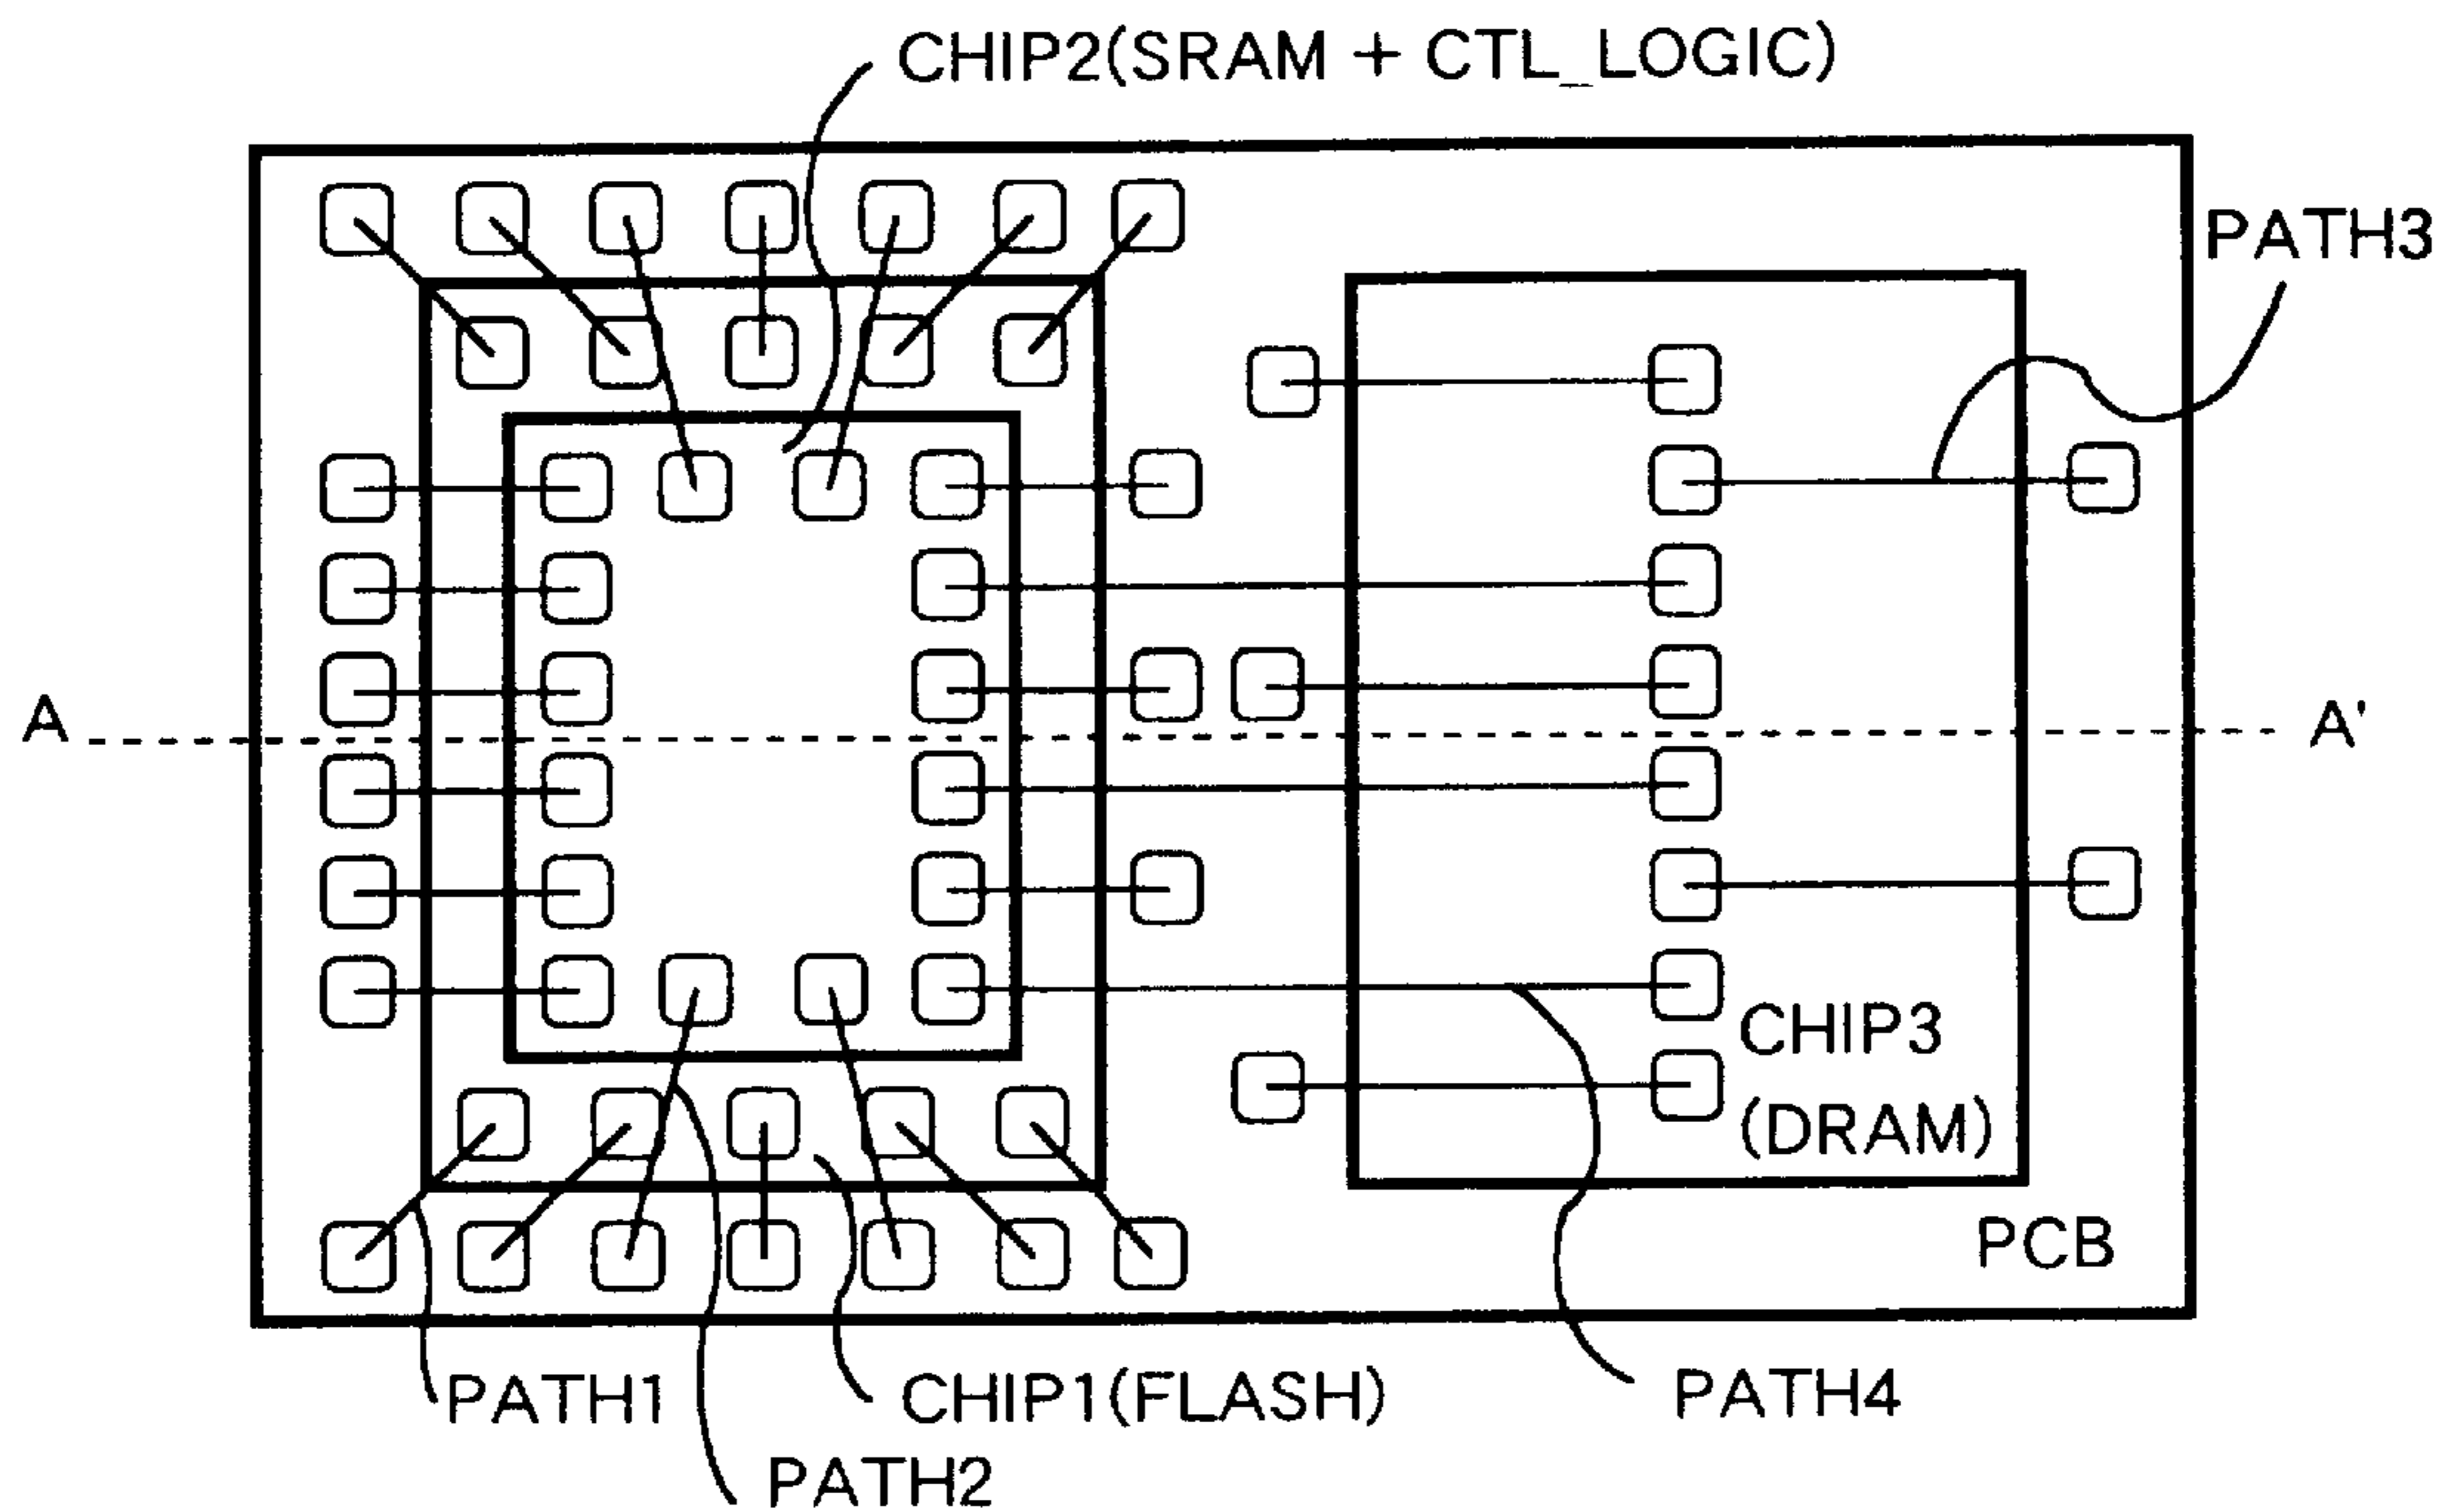 CHIP2(SRAM + CTL_LOGIC)
PATH3
A
A'
CHIP3
(DRAM)
PCB
PATH1
CHIP1(FLASH)
PATH4
PATH2